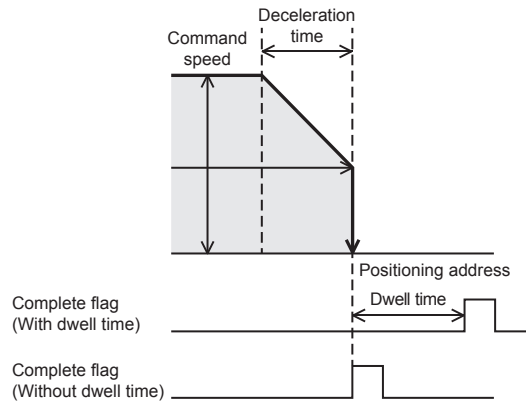 Deceleration
time
Command
speed
Positioning address
Dwell time
Complete flag
(With dwell time)
Complete flag
(Without dwell time)